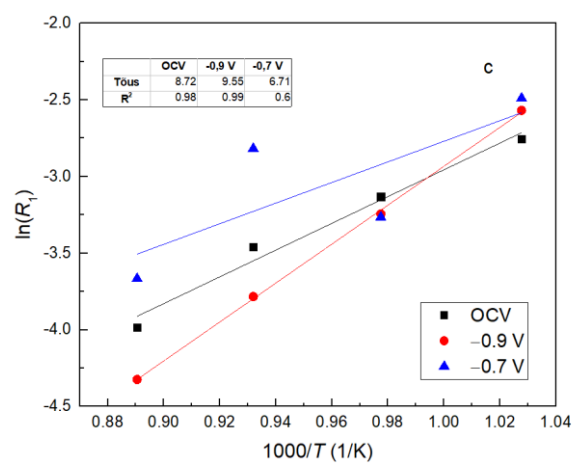 -2.0
C
OCV -0,9 V -0,7 V
Tõus 8.72 9.55 6.71
R² 0.98 0.99 0.6
-2.5
-3.0
ln(R₁)
-3.5
-4.0
-4.5
OCV
−0.9 V
−0.7 V
0.88 0.90 0.92 0.94 0.96 0.98 1.00 1.02 1.04
1000/T (1/K)